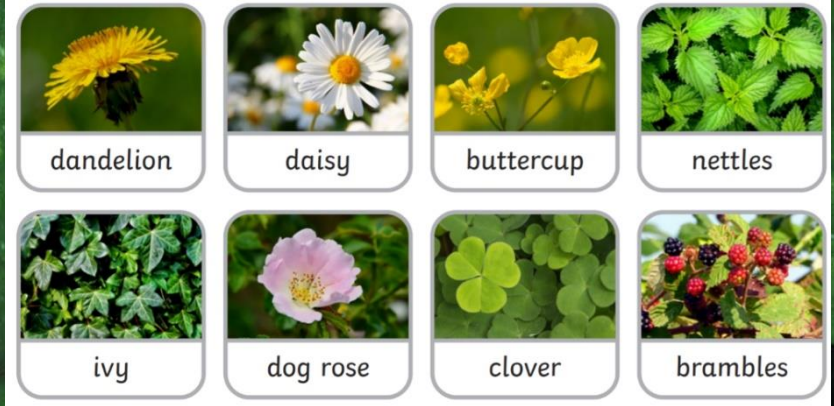 dandelion
daisy
buttercup
nettles
ivy
dog rose
clover
brambles